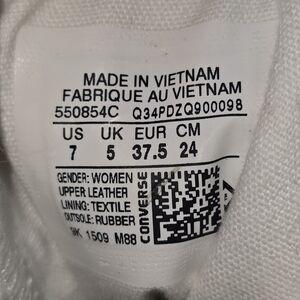 MADE IN VIETNAM
FABRIQUE AU VIETNAM
550854C Q34PDZQ900098
US UK EUR CM
7 5 37.5 24
GENDER: WOMEN
UPPER LEATHER
LINING: TEXTILE
OUTSOLE: RUBBER
1509 M88
CONVERSE